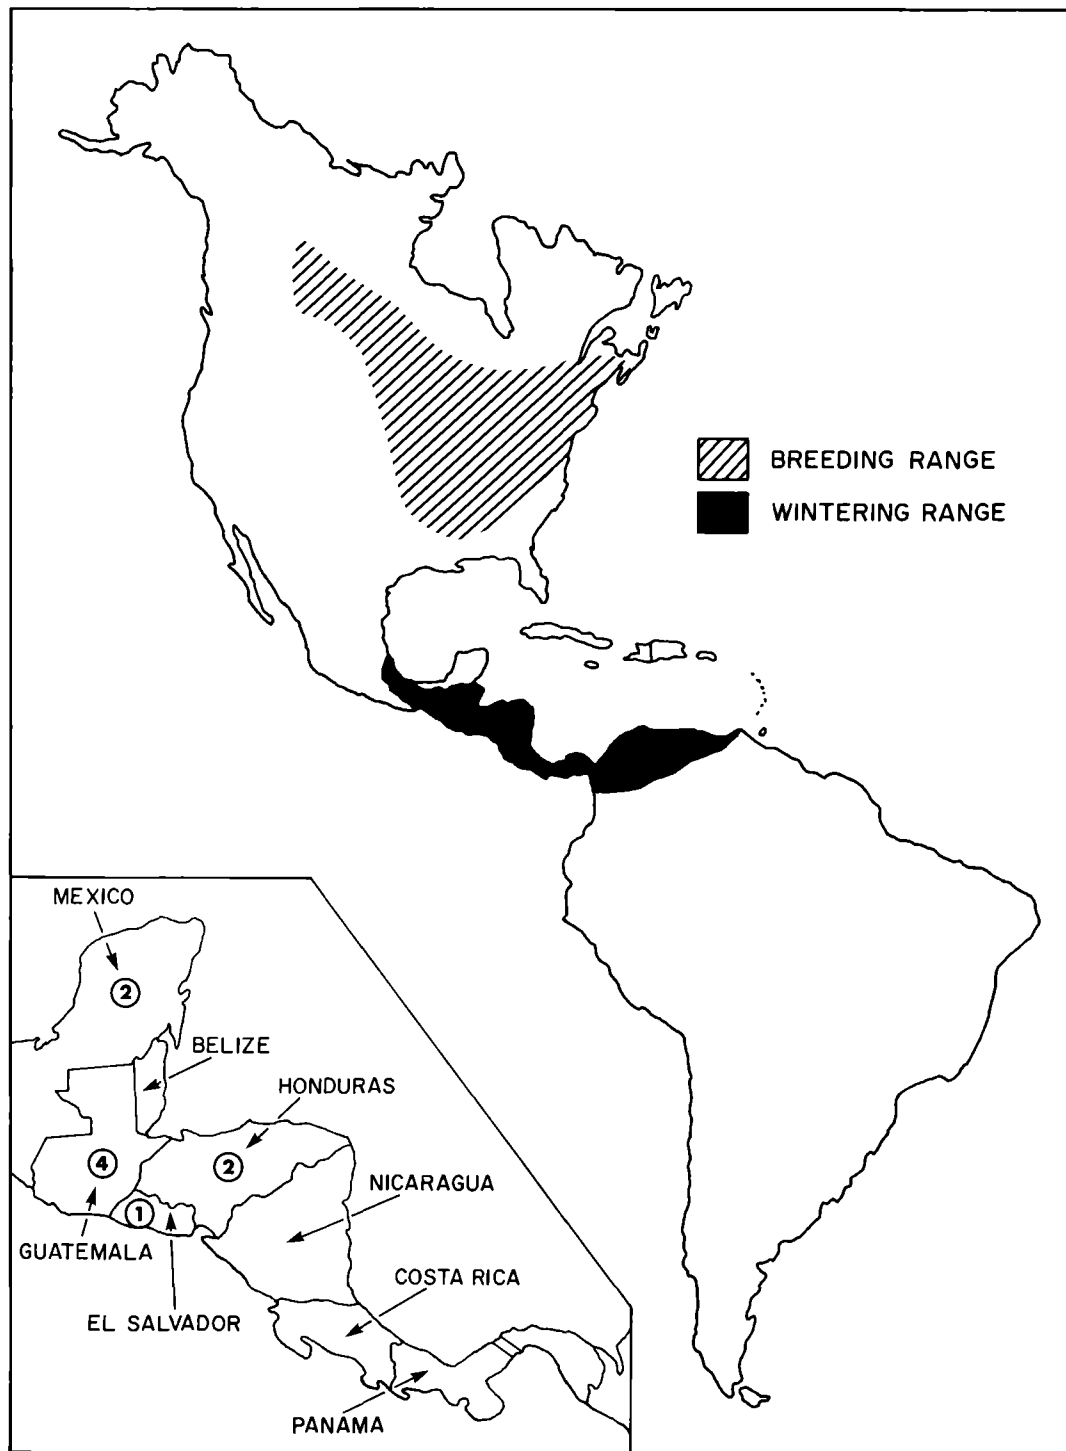 BREEDING RANGE
WINTERING RANGE
MEXICO
2
BELIZE
HONDURAS
4
2
NICARAGUA
1
GUATEMALA
COSTA RICA
EL SALVADOR
PANAMA